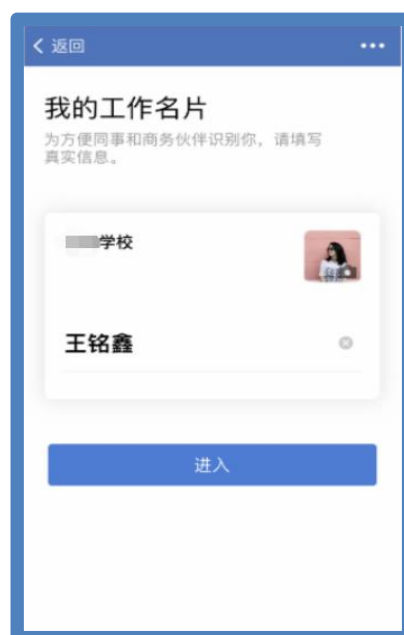 返回
我的工作名片
为方便同事和商务伙伴识别你，请填写
真实信息。
学校
王铭鑫
进入